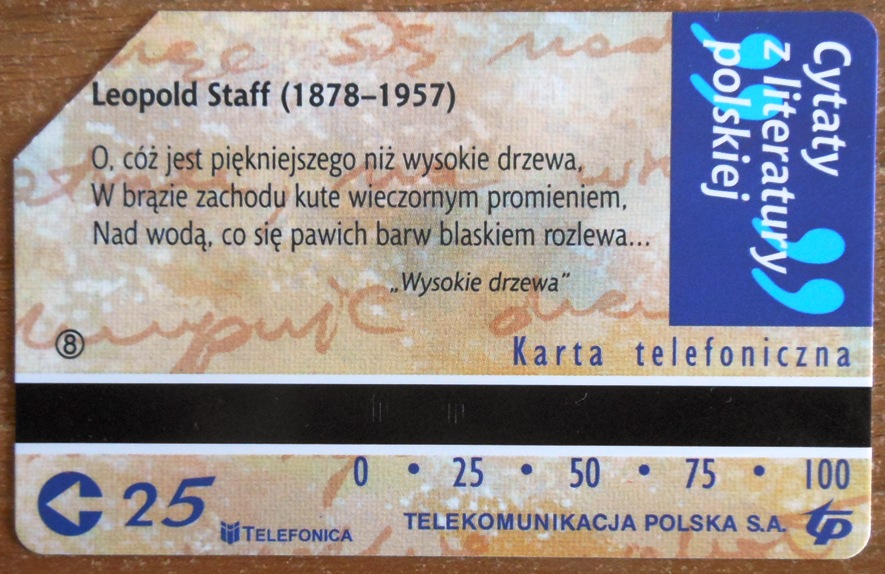 Leopold Staff (1878–1957)
O, cóż jest piękniejszego niż wysokie drzewa,
W brązie zachodu kute wieczornym promieniem,
Nad wodą, co się pawich barw blaskiem rozlewa...
„Wysokie drzewa”
Cytaty
z literatury
polskiej
8
Karta telefoniczna
0 • 25 • 50 • 75 • 100
25
TELEFONICA
TELEKOMUNIKACJA POLSKA S.A.
tp